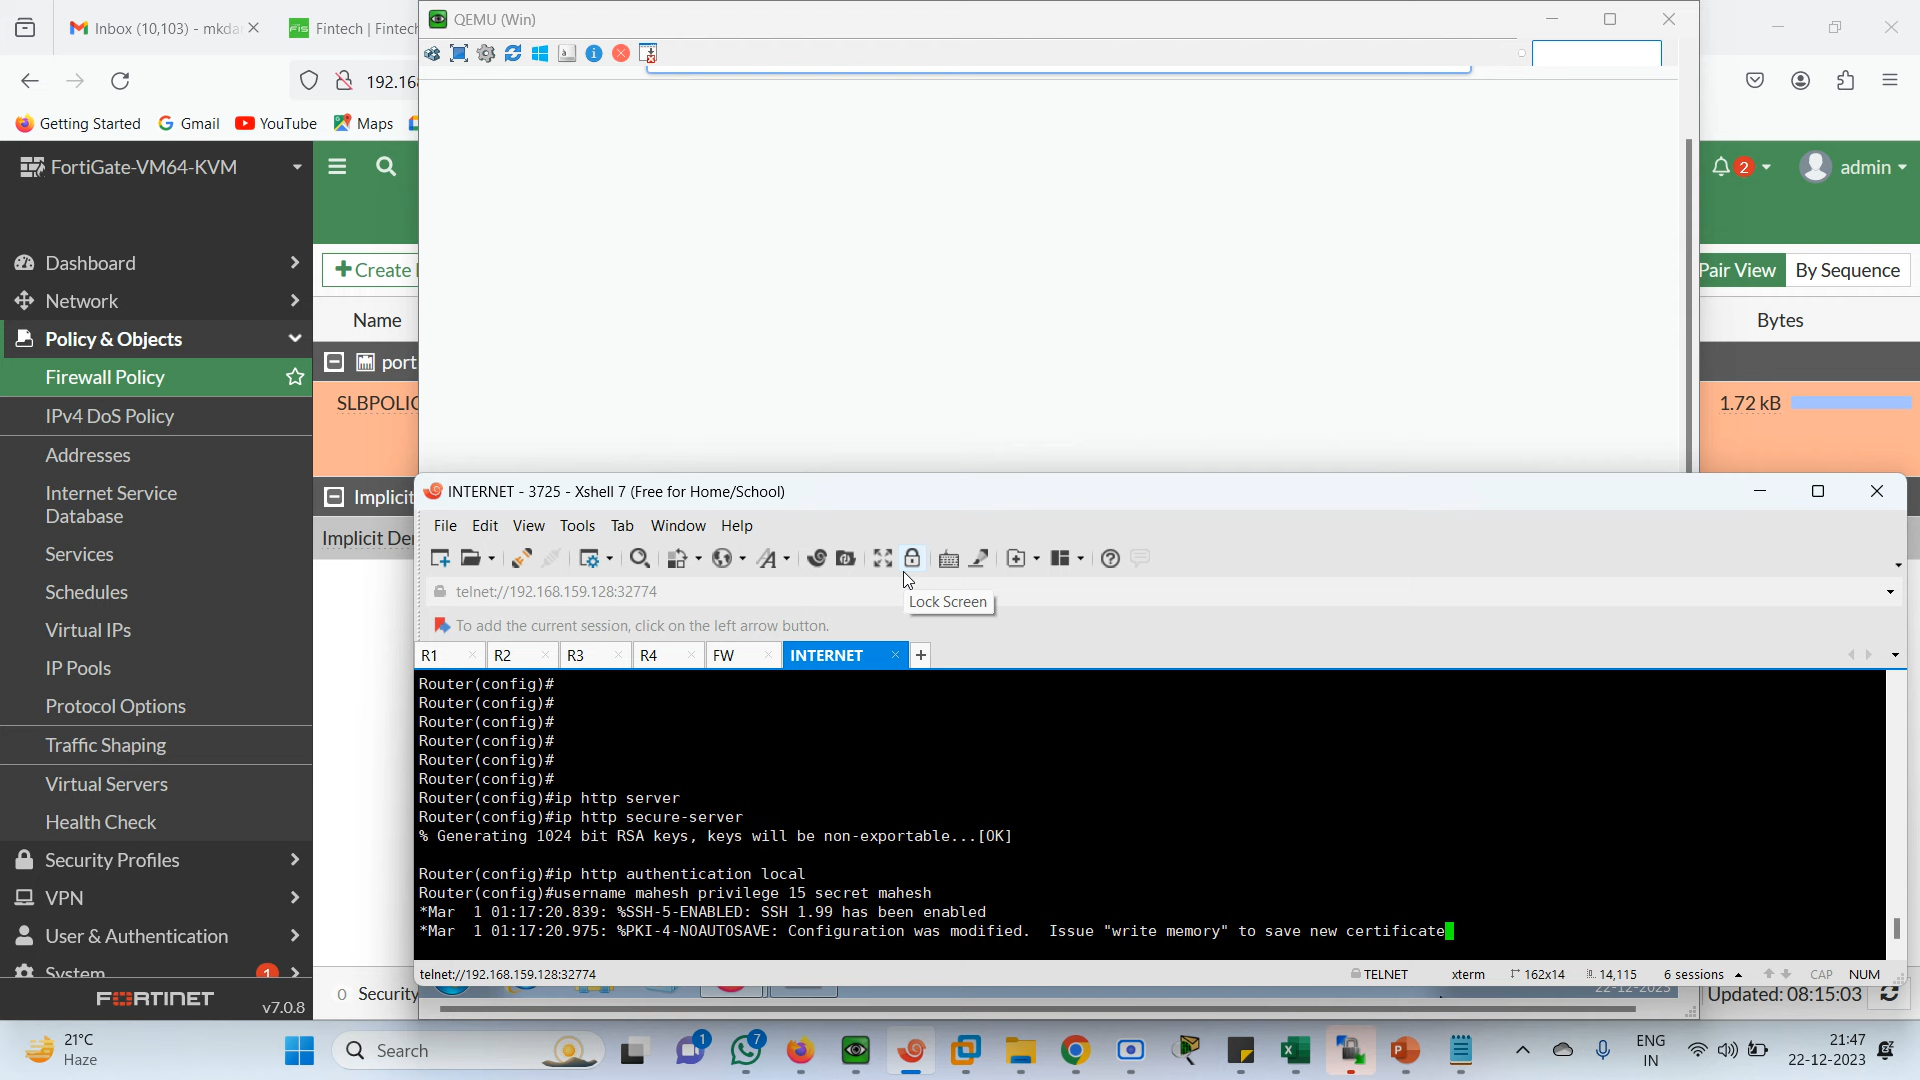 Inbox (10,103) - mkda
Fintech | Fintech
QEMU (Win)
192.168
Getting Started
Gmail
YouTube
Maps
FortiGate-VM64-KVM
2
admin
Dashboard
Network
Policy & Objects
Firewall Policy
IPv4 DoS Policy
Addresses
Internet Service
Database
Services
Schedules
Virtual IPs
IP Pools
Protocol Options
Traffic Shaping
Virtual Servers
Health Check
Security Profiles
VPN
User & Authentication
System
1
FORTINET
v7.0.8
Create
Pair View
By Sequence
Name
Bytes
port
SLBPOLIC
1.72 kB
Implicit
Implicit De
0 Security
Updated: 08:15:03
INTERNET - 3725 - Xshell 7 (Free for Home/School)
File Edit View Tools Tab Window Help
telnet://192.168.159.128:32774
Lock Screen
To add the current session, click on the left arrow button.
R1 R2 R3 R4 FW INTERNET
Router(config)#
Router(config)#
Router(config)#
Router(config)#
Router(config)#
Router(config)#
Router(config)#ip http server
Router(config)#ip http secure-server
% Generating 1024 bit RSA keys, keys will be non-exportable...[OK]
Router(config)#ip http authentication local
Router(config)#username mahesh privilege 15 secret mahesh
*Mar  1 01:17:20.839: %SSH-5-ENABLED: SSH 1.99 has been enabled
*Mar  1 01:17:20.975: %PKI-4-NOAUTOSAVE: Configuration was modified.  Issue "write memory" to save new certificate
telnet://192.168.159.128:32774
TELNET
xterm
162x14
14,115
6 sessions
CAP
NUM
22-12-2023
21°C
Haze
Search
1
7
ENG
IN
21:47
22-12-2023